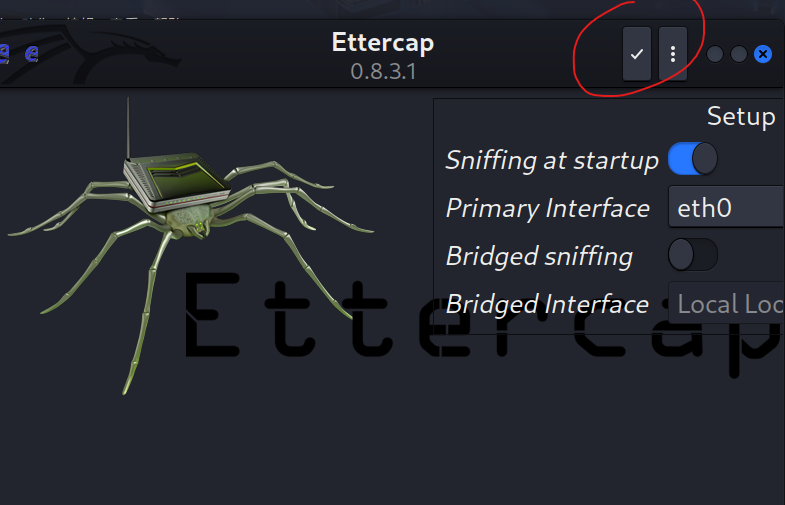 Ettercap
0.8.3.1
Setup
Sniffing at startup
Primary Interface eth0
Bridged sniffing
Bridged Interface Local Loc
Ettercap